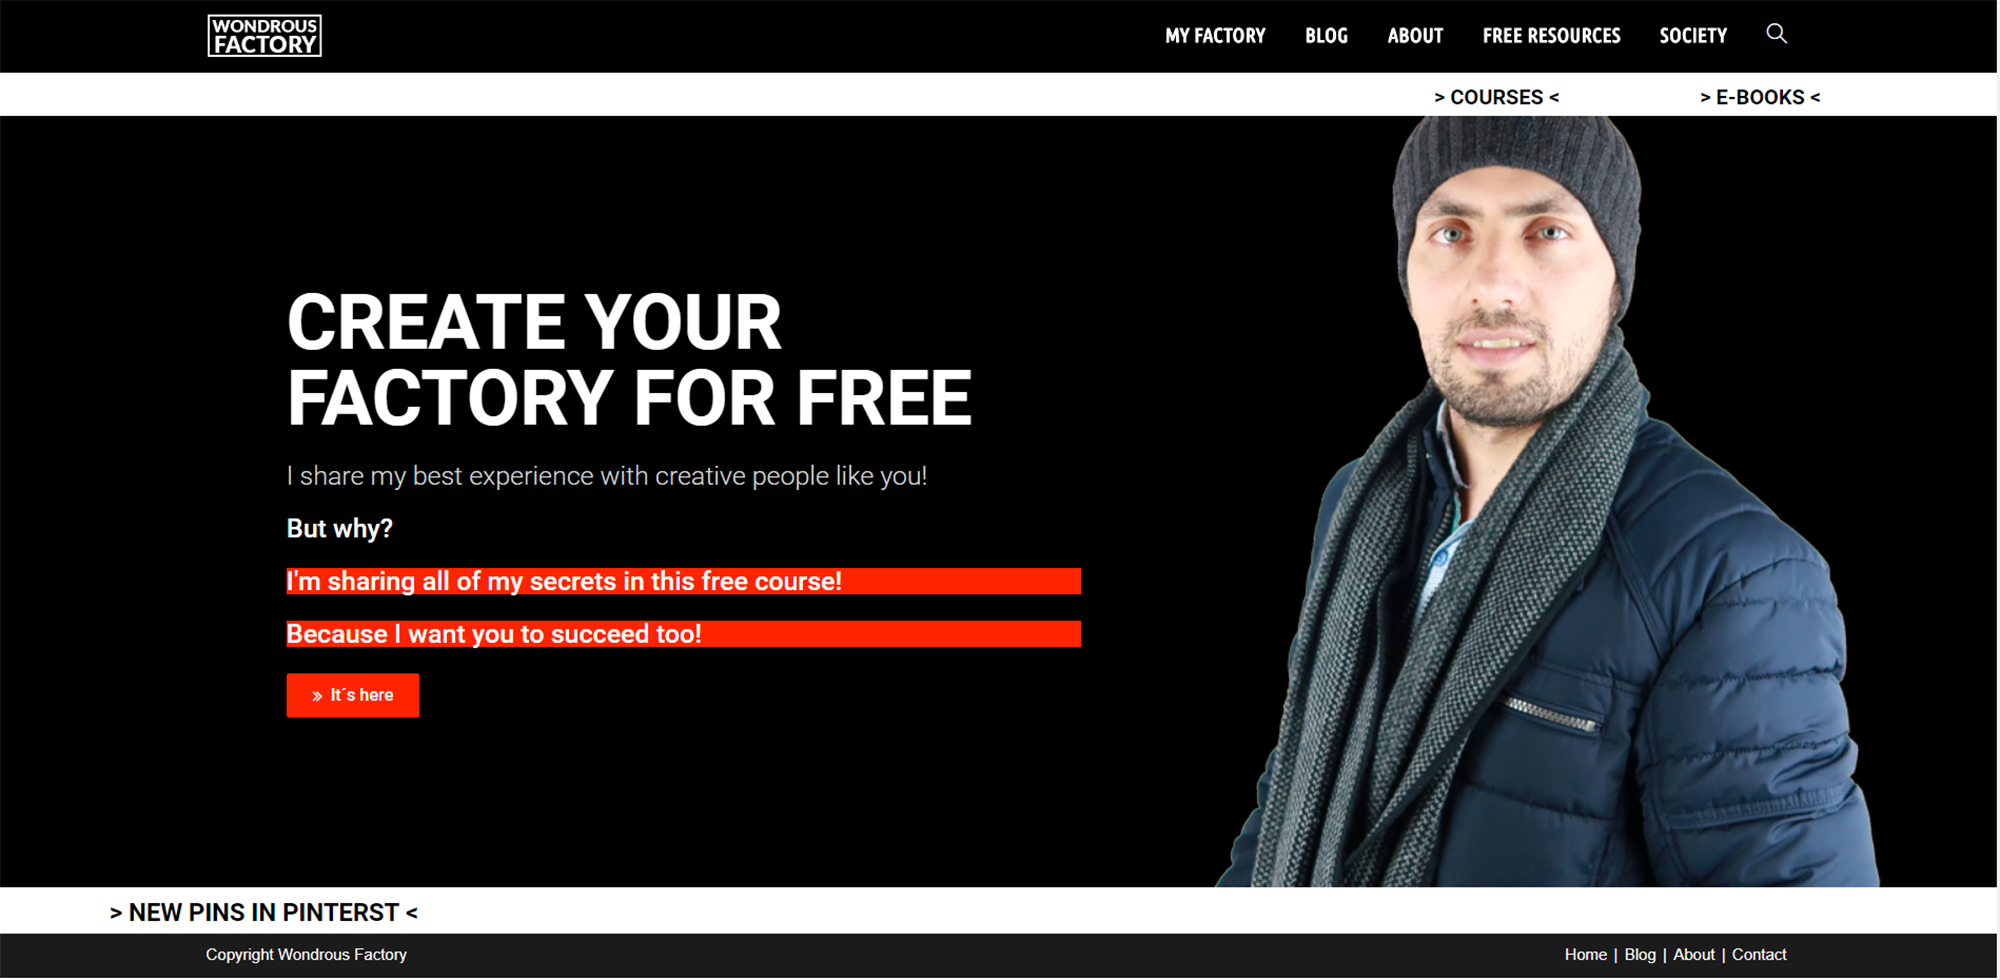 WONDROUS
FACTORY
MY FACTORY BLOG ABOUT FREE RESOURCES SOCIETY
> COURSES < > E-BOOKS <
CREATE YOUR
FACTORY FOR FREE
I share my best experience with creative people like you!
But why?
I'm sharing all of my secrets in this free course!
Because I want you to succeed too!
» It´s here
> NEW PINS IN PINTERST <
Copyright Wondrous Factory Home | Blog | About | Contact